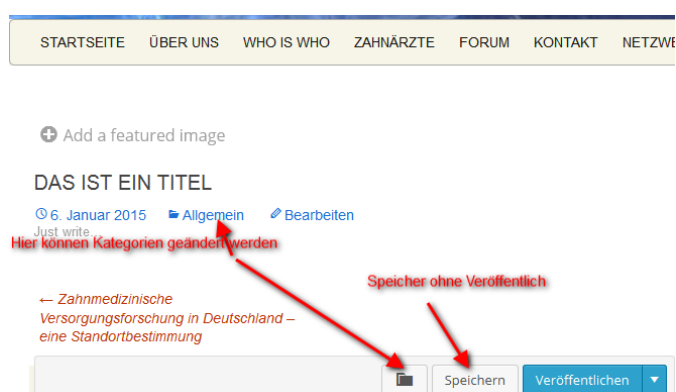 STARTSEITE ÜBER UNS WHO IS WHO ZAHNÄRZTE FORUM KONTAKT NETZWE
Add a featured image
DAS IST EIN TITEL
6. Januar 2015 Allgemein Bearbeiten
Just write.
Hier können Kategorien geändert werden
Speicher ohne Veröffentlich
← Zahnmedizinische
Versorgungsforschung in Deutschland –
eine Standortbestimmung
Speichern Veröffentlichen